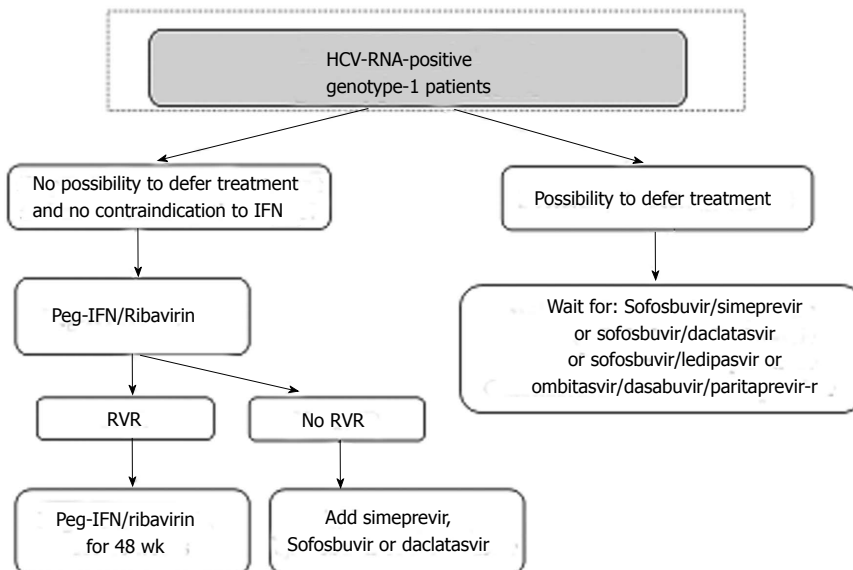 HCV-RNA-positive
genotype-1 patients
No possibility to defer treatment
and no contraindication to IFN
Possibility to defer treatment
Peg-IFN/Ribavirin
Wait for: Sofosbuvir/simeprevir
or sofosbuvir/daclatasvir
or sofosbuvir/ledipasvir or
ombitasvir/dasabuvir/paritaprevir-r
RVR
No RVR
Peg-IFN/ribavirin
for 48 wk
Add simeprevir,
Sofosbuvir or daclatasvir